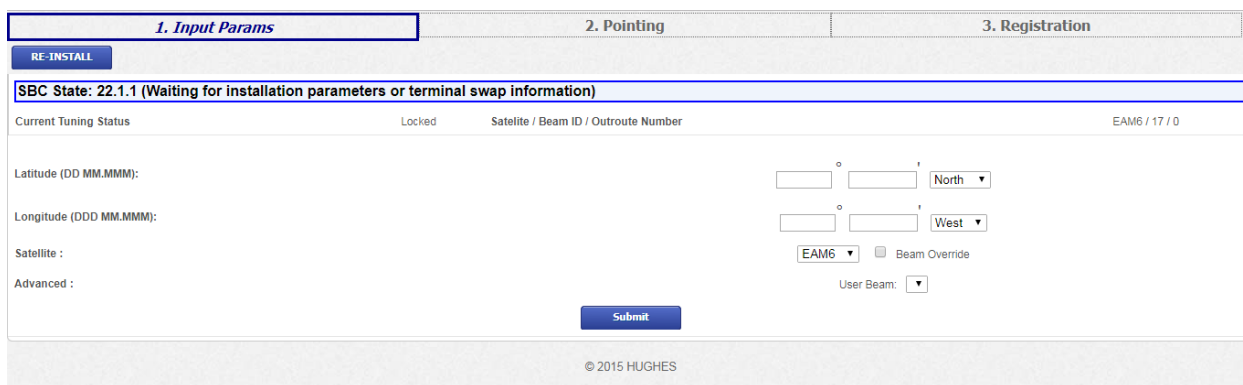 1. Input Params 2. Pointing 3. Registration
RE-INSTALL
SBC State: 22.1.1 (Waiting for installation parameters or terminal swap information)
Current Tuning Status Locked Satelite / Beam ID / Outroute Number EAM6 / 17 / 0
Latitude (DD MM.MMM): ° ' North
Longitude (DDD MM.MMM): ° ' West
Satellite : EAM6 Beam Override
Advanced : User Beam:
Submit
© 2015 HUGHES